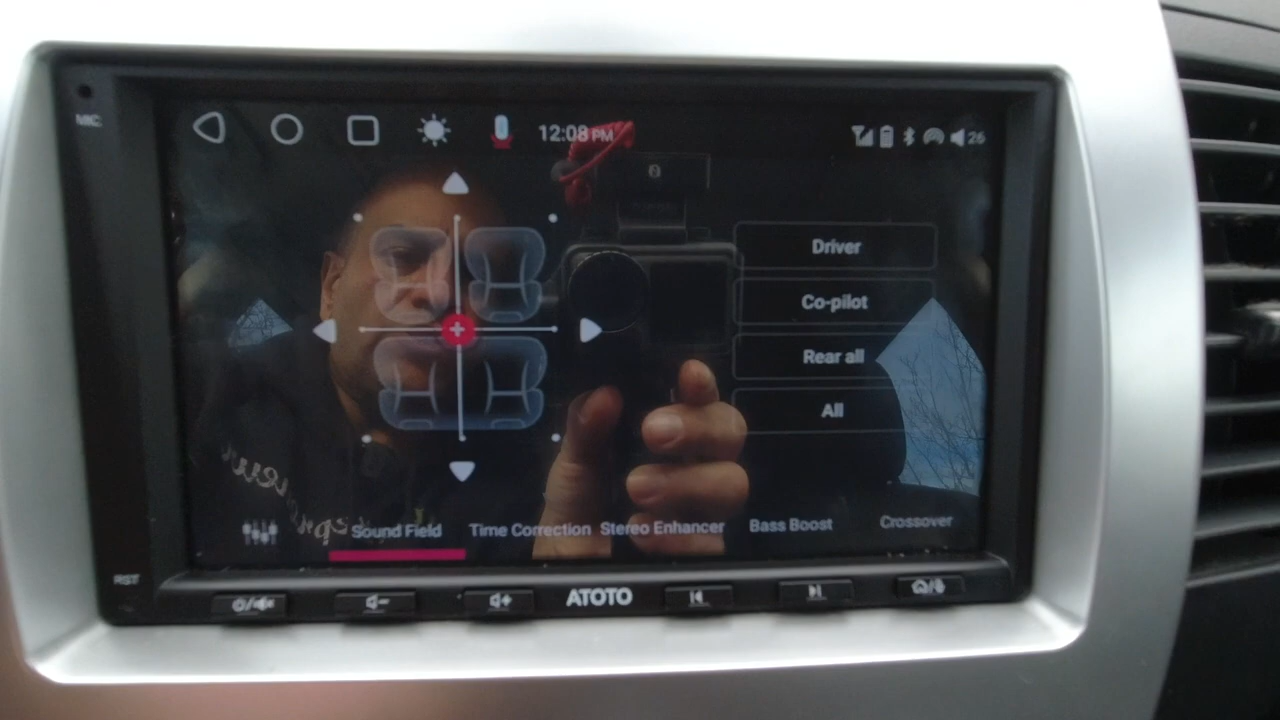 MIC
12:08 PM
26
Driver
Co-pilot
Rear all
All
Sound Field
Time Correction
Stereo Enhancer
Bass Boost
Crossover
RST
ATOTO